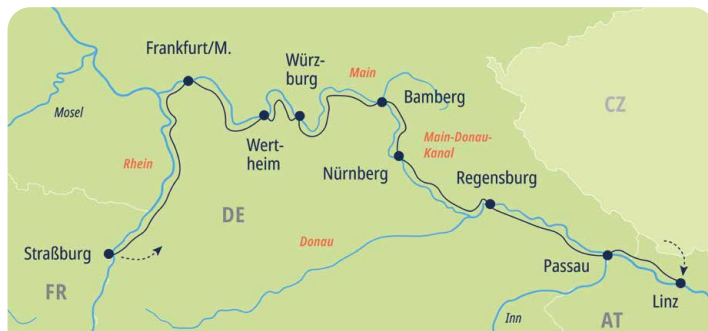 Frankfurt/M.
Würz-
burg
Main
Bamberg
CZ
Mosel
Wert-
heim
Main-Donau-
Kanal
Rhein
Nürnberg
Regensburg
DE
Donau
Straßburg
Passau
FR
Linz
Inn
AT